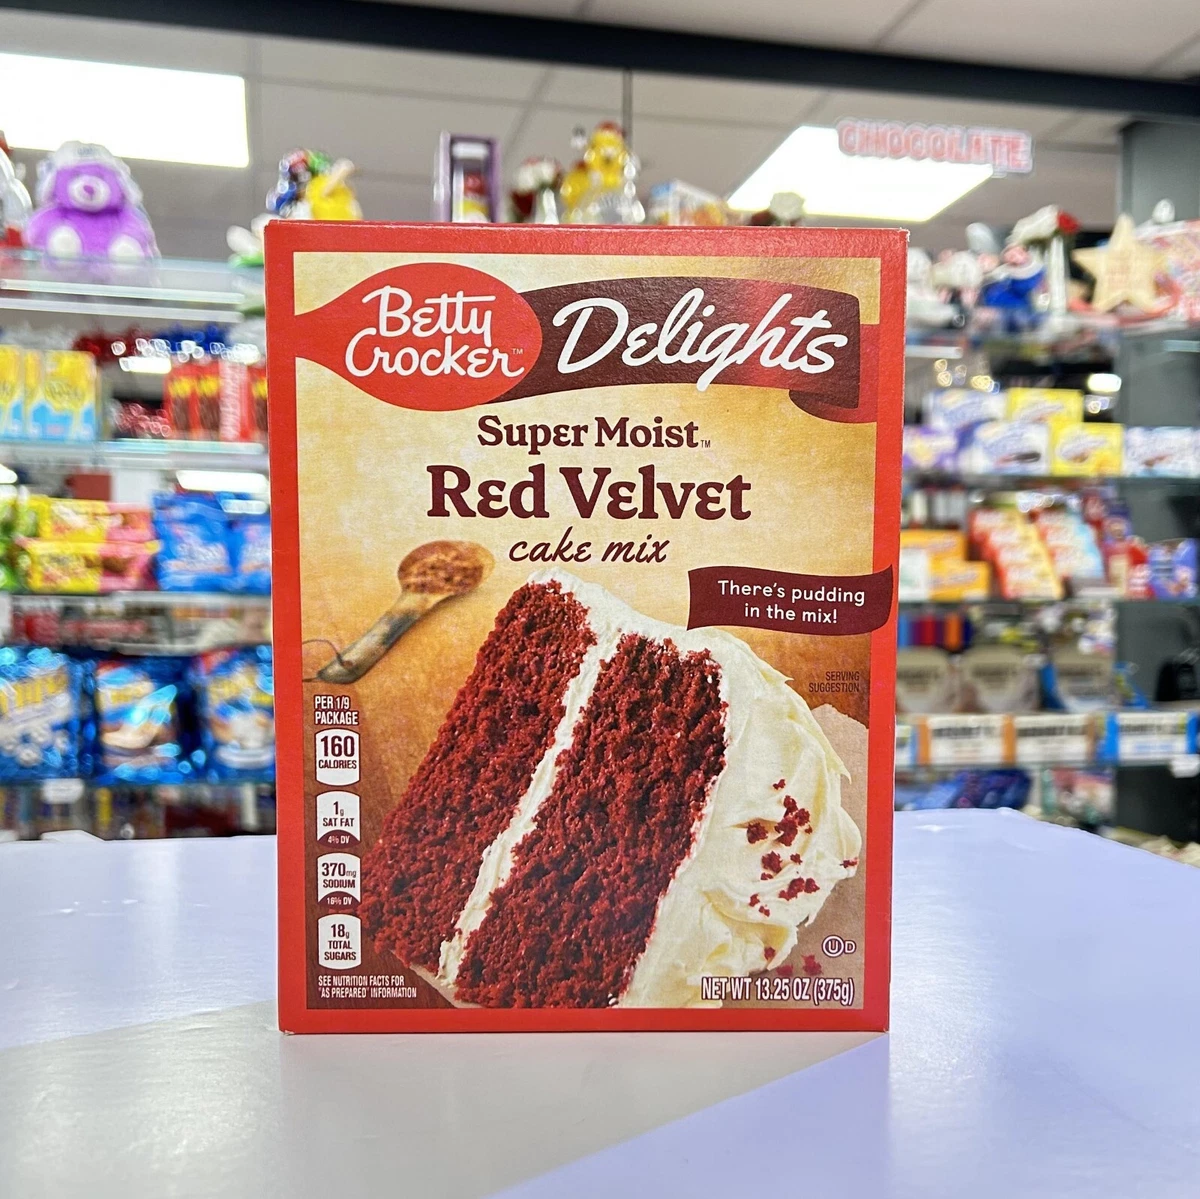 CHOCOLATE
Betty
Crocker™
Delights
Super Moist™
Red Velvet
cake mix
There's pudding
in the mix!
SERVING
SUGGESTION
PER 1/9
PACKAGE
160
CALORIES
1g
SAT FAT
4% DV
370mg
SODIUM
16% DV
18g
TOTAL
SUGARS
SEE NUTRITION FACTS FOR
"AS PREPARED" INFORMATION
U D
NET WT 13.25 OZ (375g)